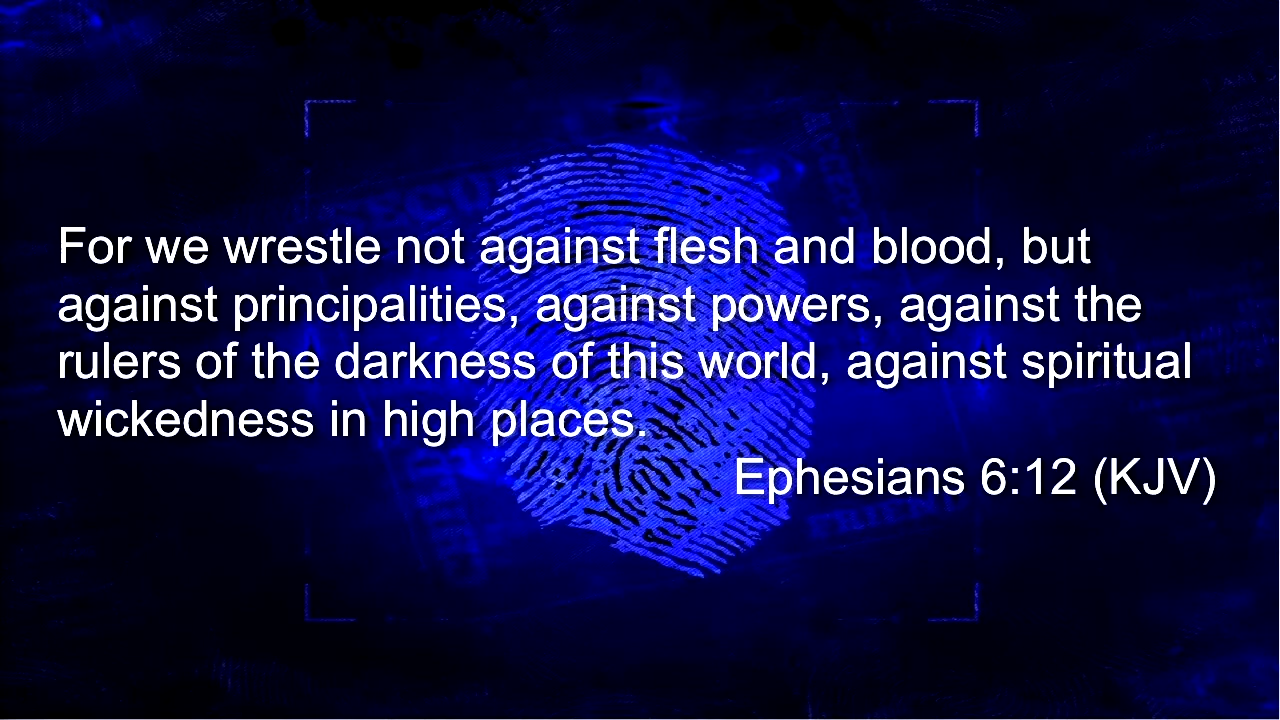 For we wrestle not against flesh and blood, but
against principalities, against powers, against the
rulers of the darkness of this world, against spiritual
wickedness in high places.
Ephesians 6:12 (KJV)